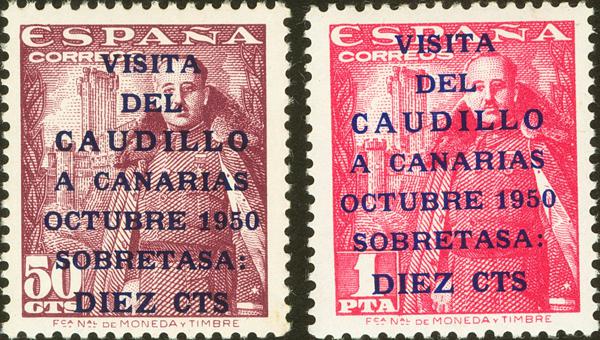 ESPAÑA
CORREOS
VISITA
DEL
CAUDILLO
A CANARIAS
OCTUBRE 1950
SOBRETASA:
DIEZ CTS
50
CTS
FCA NAL DE MONEDA Y TIMBRE
ESPAÑA
CORREOS
VISITA
DEL
CAUDILLO
A CANARIAS
OCTUBRE 1950
SOBRETASA:
DIEZ CTS
1
PTA
FCA NAL DE MONEDA Y TIMBRE